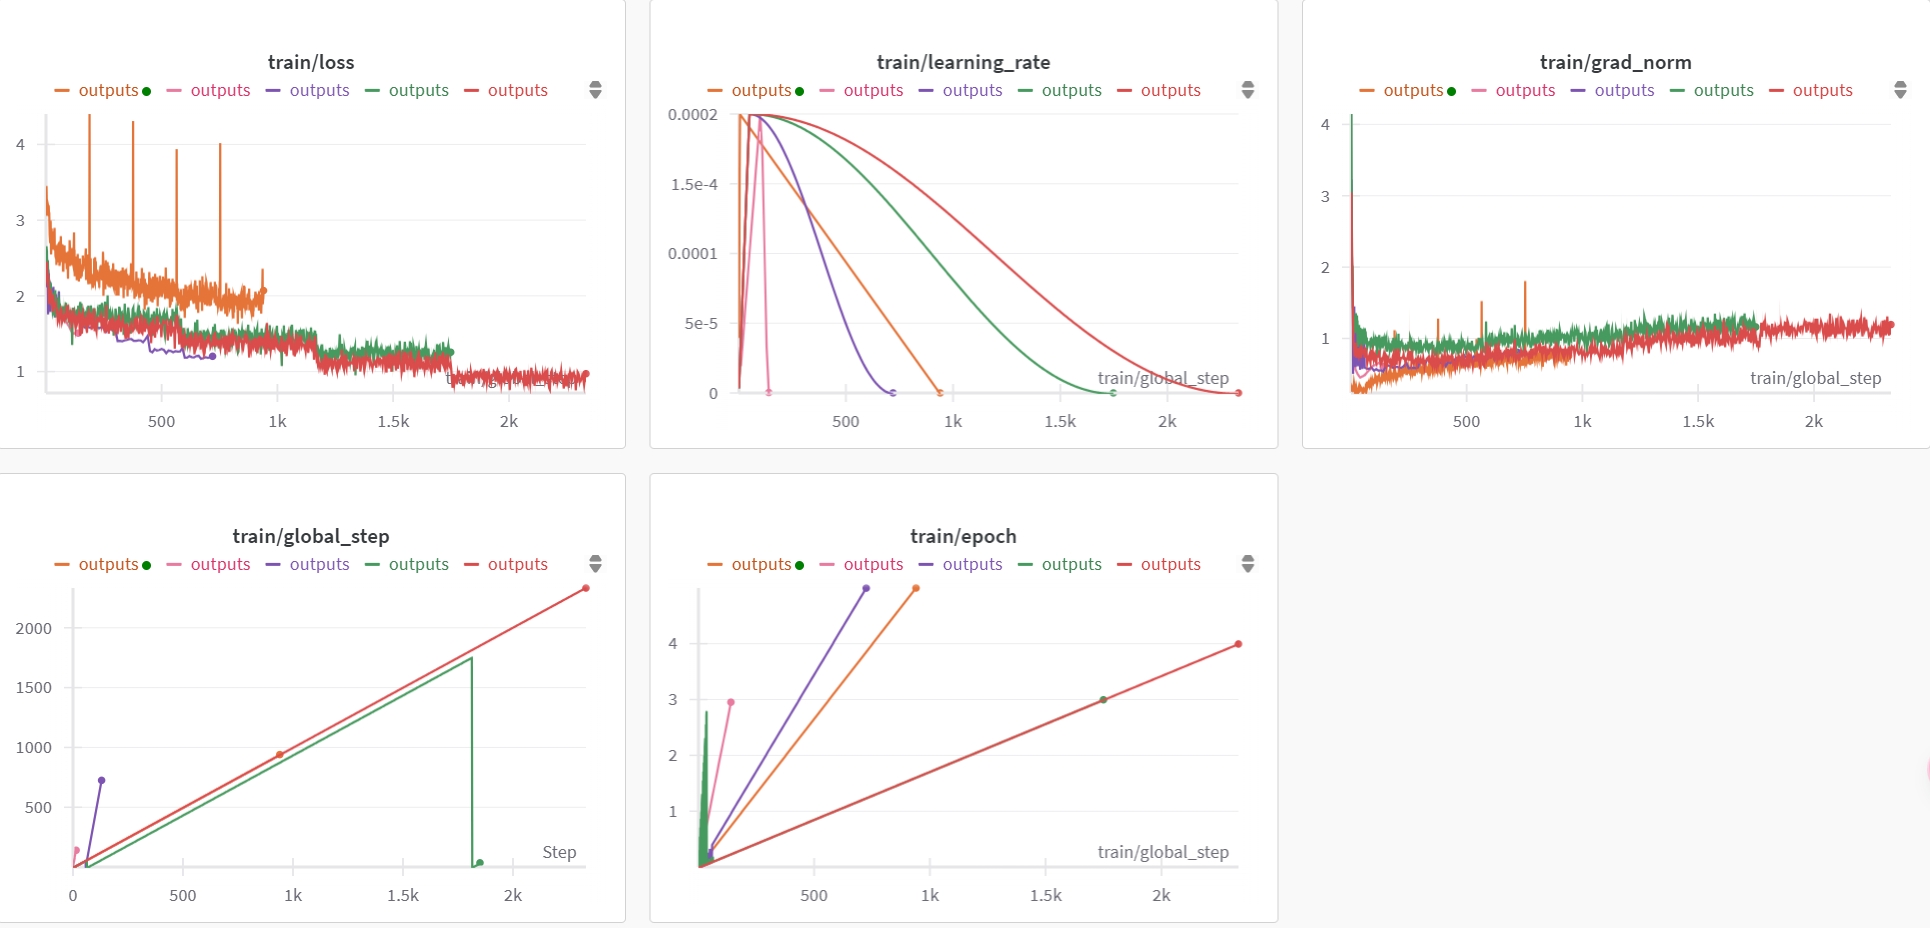 train/loss
outputs outputs outputs outputs outputs
4
3
2
1
train/global_step
500 1k 1.5k 2k
train/learning_rate
outputs outputs outputs outputs outputs
0.0002
1.5e-4
0.0001
5e-5
0
train/global_step
500 1k 1.5k 2k
train/grad_norm
outputs outputs outputs outputs outputs
4
3
2
1
train/global_step
500 1k 1.5k 2k
train/global_step
outputs outputs outputs outputs outputs
2000
1500
1000
500
Step
0 500 1k 1.5k 2k
train/epoch
outputs outputs outputs outputs outputs
4
3
2
1
train/global_step
500 1k 1.5k 2k